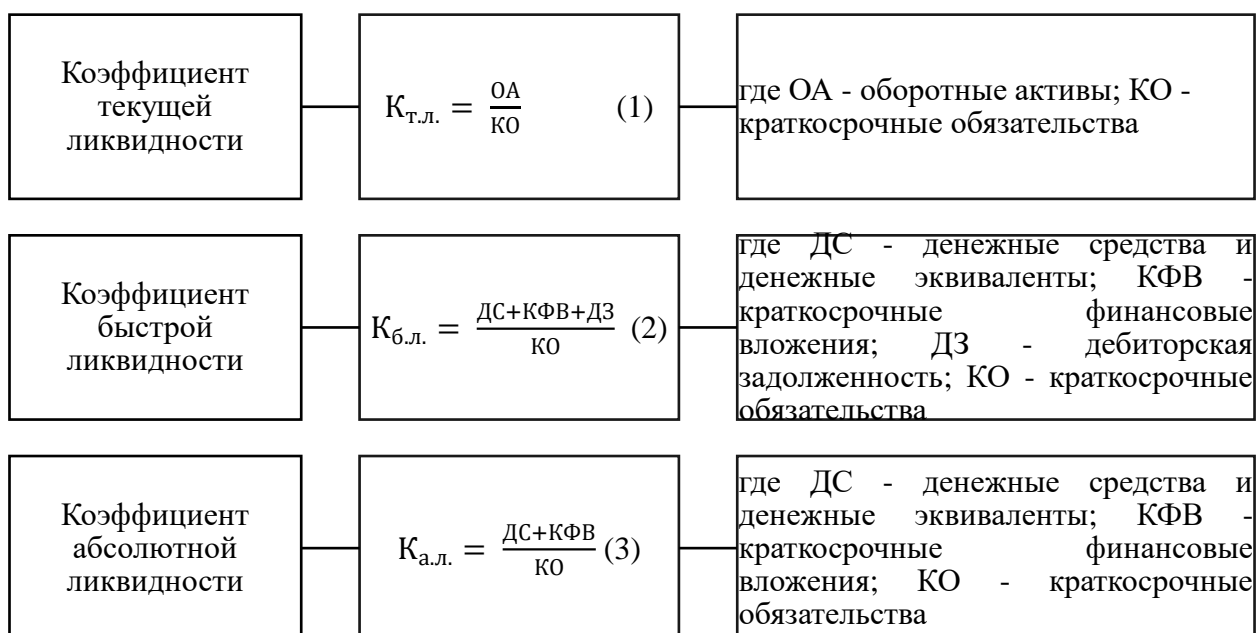 Коэффициент
текущей
ликвидности
К т.л. = ОА/КО (1)
где ОА - оборотные активы; КО -
краткосрочные обязательства
Коэффициент
быстрой
ликвидности
К б.л. = ДС+КФВ+ДЗ/КО (2)
где ДС - денежные средства и
денежные эквиваленты; КФВ -
краткосрочные финансовые
вложения; ДЗ - дебиторская
задолженность; КО - краткосрочные
обязательства
Коэффициент
абсолютной
ликвидности
К а.л. = ДС+КФВ/КО (3)
где ДС - денежные средства и
денежные эквиваленты; КФВ -
краткосрочные финансовые
вложения; КО - краткосрочные
обязательства